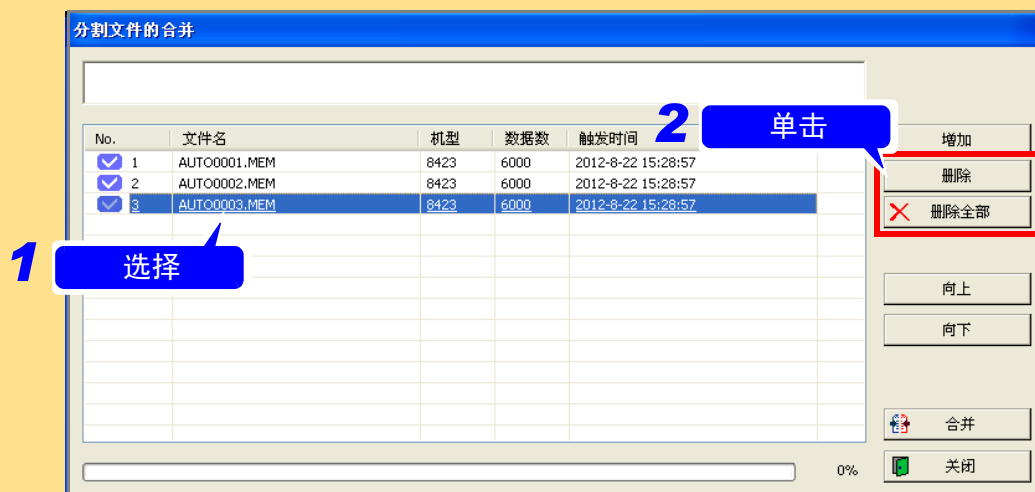 分割文件的合并
2 单击
No. 文件名 机型 数据数 触发时间
增加
1 AUTO0001.MEM 8423 6000 2012-8-22 15:28:57
删除
2 AUTO0002.MEM 8423 6000 2012-8-22 15:28:57
3 AUTO0003.MEM 8423 6000 2012-8-22 15:28:57
删除全部
1 选择
向上
向下
合并
0%
关闭